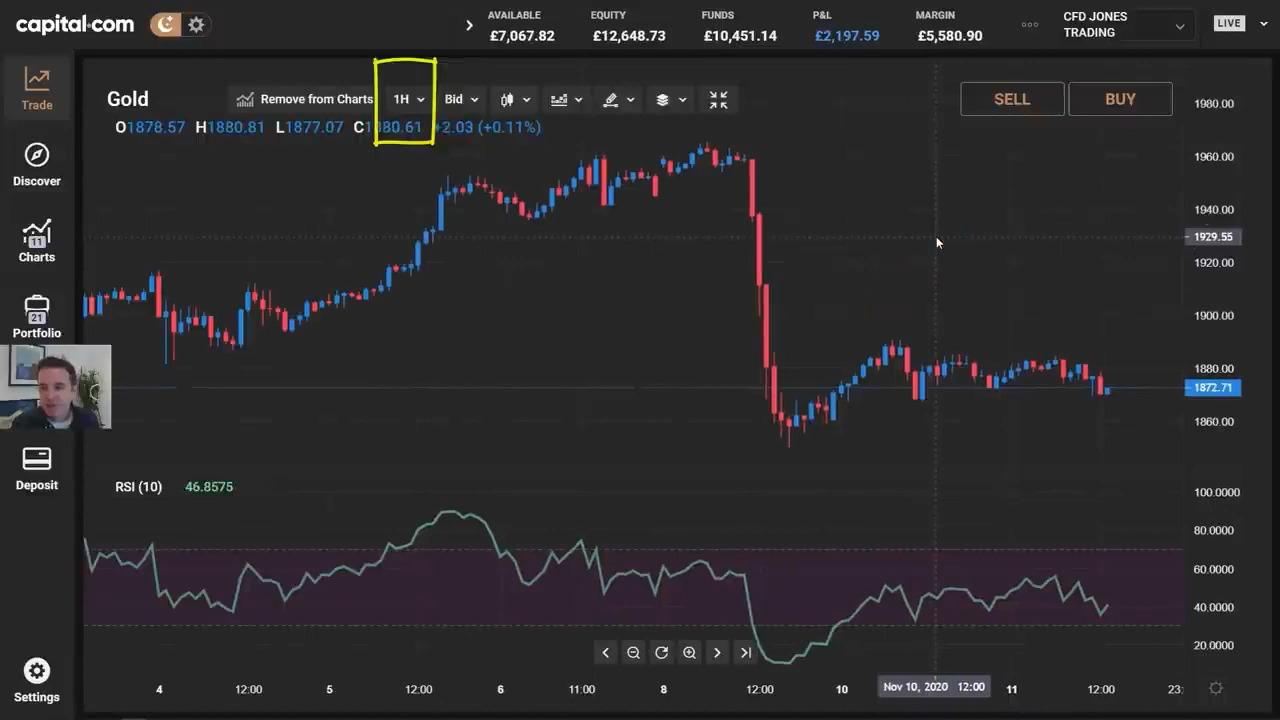 capital.com
AVAILABLE EQUITY FUNDS P&L MARGIN
£7,067.82 £12,648.73 £10,451.14 £2,197.59 £5,580.90
CFD JONES
TRADING
LIVE
Trade
Discover
11
Charts
21
Portfolio
Deposit
Settings
Gold Remove from Charts 1H Bid SELL BUY
O1878.57 H1880.81 L1877.07 C1880.61 +2.03 (+0.11%)
1980.00
1960.00
1940.00
1929.55
1920.00
1900.00
1880.00
1872.71
1860.00
RSI (10) 46.8575
100.0000
80.0000
60.0000
40.0000
20.0000
4 12:00 5 12:00 6 11:00 8 12:00 10 Nov 10, 2020 12:00 11 12:00 23: